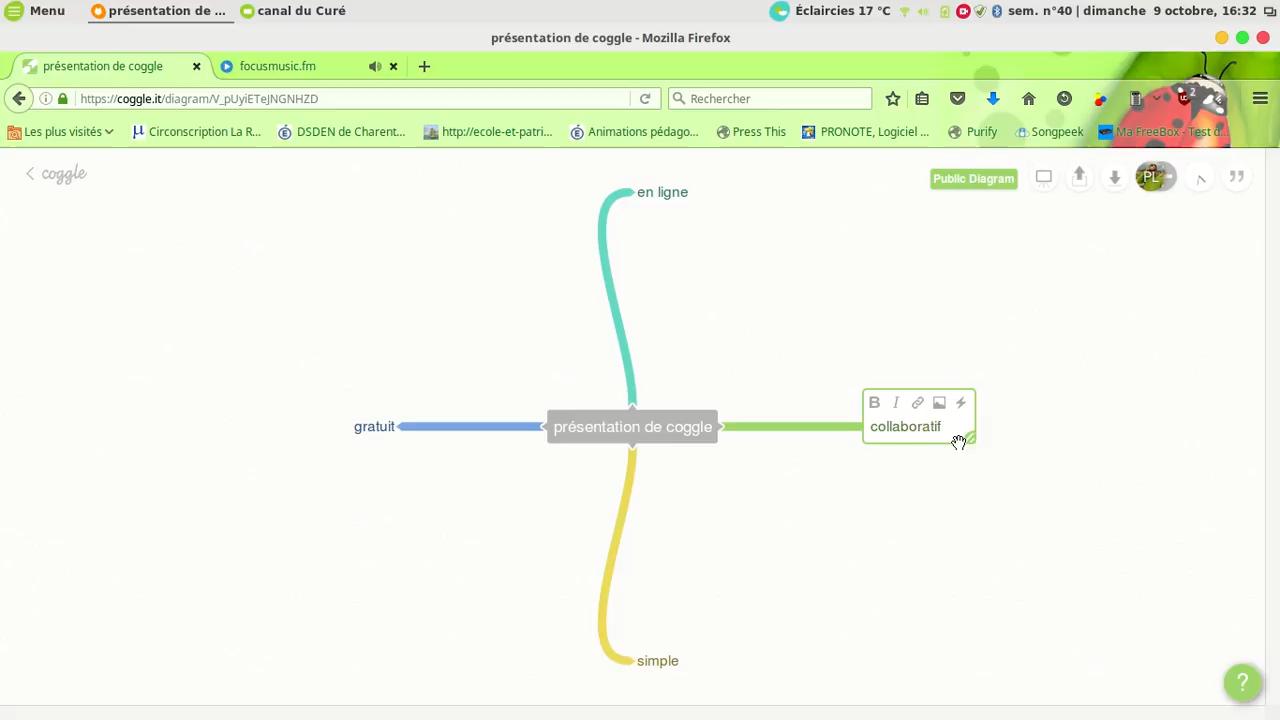 Menu présentation de ... canal du Curé Éclaircies 17 °C sem. n°40 | dimanche 9 octobre, 16:32
présentation de coggle - Mozilla Firefox
présentation de coggle focusmusic.fm
https://coggle.it/diagram/V_pUyiETeJNGNHZD Rechercher 2
Les plus visités Circonscription La R... DSDEN de Charent... http://ecole-et-patri... Animations pédago... Press This PRONOTE, Logiciel ... Purify Songpeek Ma FreeBox - Test d...
coggle Public Diagram PL
en ligne
B I
gratuit présentation de coggle collaboratif
simple
?